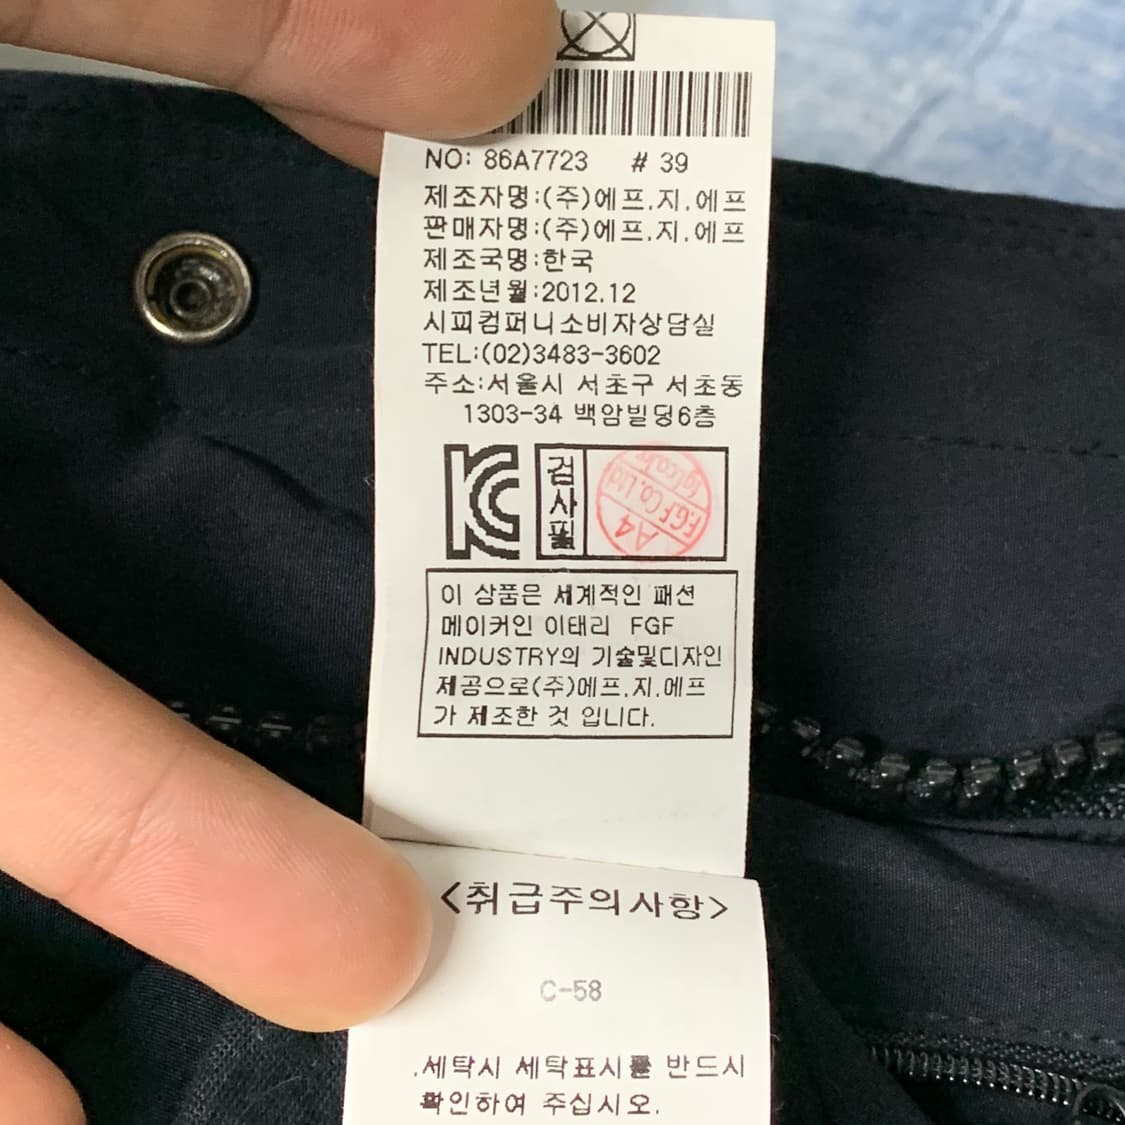 NO: 86A7723 # 39
제조자명:(주)에프.지.에프
판매자명:(주)에프.지.에프
제조국명:한국
제조년월:2012.12
시피컴퍼니소비자상담실
TEL:(02)3483-3602
주소:서울시 서초구 서초동
1303-34 백암빌딩6층
KC
검사필
F.G.F Co., Ltd
A4
이 상품은 세계적인 패션
메이커인 이태리 FGF
INDUSTRY의 기술및디자인
제공으로(주)에프.지.에프
가 제조한 것 입니다.
<취급주의사항>
C-58
.세탁시 세탁표시를 반드시
확인하여 주십시오.